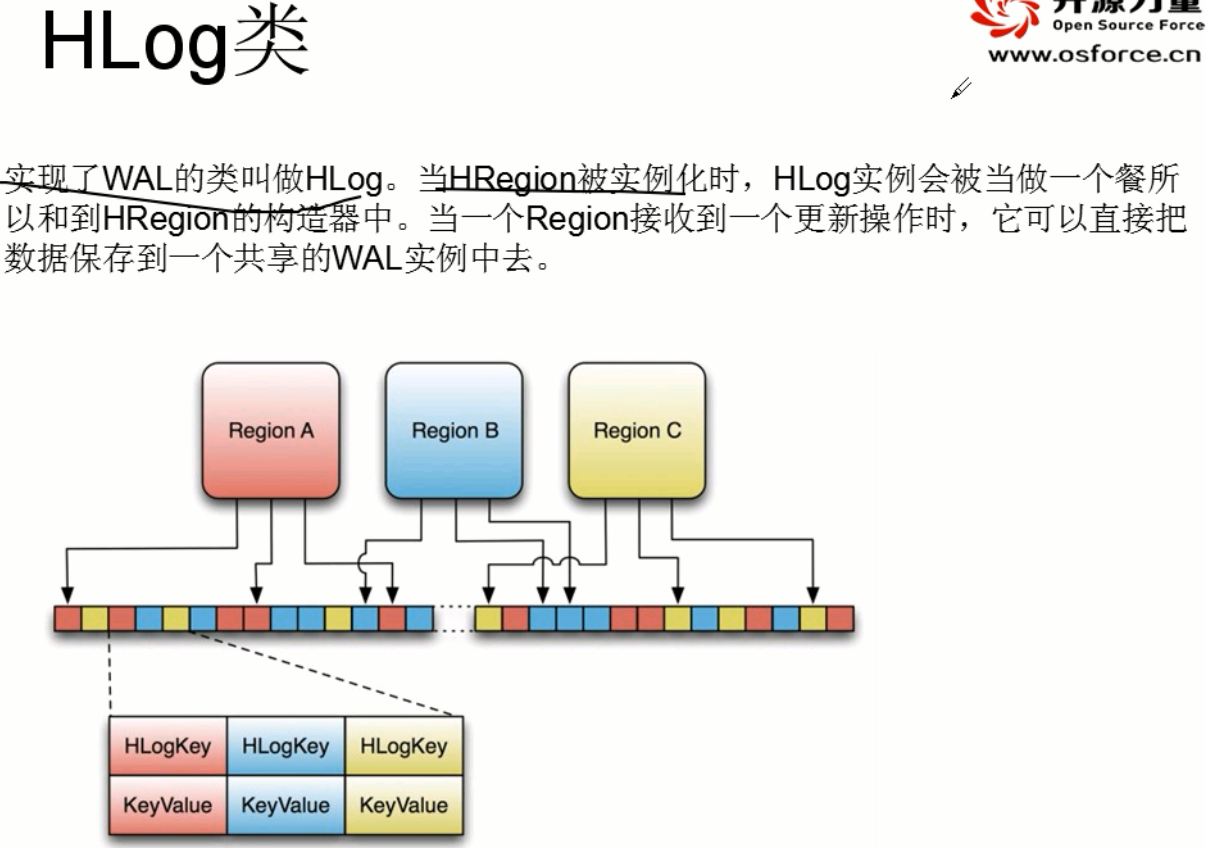 HLog类
开源力量
Open Source Force
www.osforce.cn
实现了WAL的类叫做HLog。当HRegion被实例化时，HLog实例会被当做一个餐所
以和到HRegion的构造器中。当一个Region接收到一个更新操作时，它可以直接把
数据保存到一个共享的WAL实例中去。
Region A Region B Region C
HLogKey HLogKey HLogKey
KeyValue KeyValue KeyValue